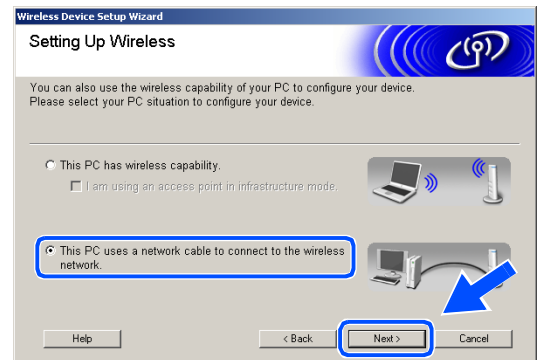 Wireless Device Setup Wizard
Setting Up Wireless
You can also use the wireless capability of your PC to configure your device.
Please select your PC situation to configure your device.
This PC has wireless capability.
I am using an access point in infrastructure mode.
This PC uses a network cable to connect to the wireless
network.
Help
< Back
Next >
Cancel